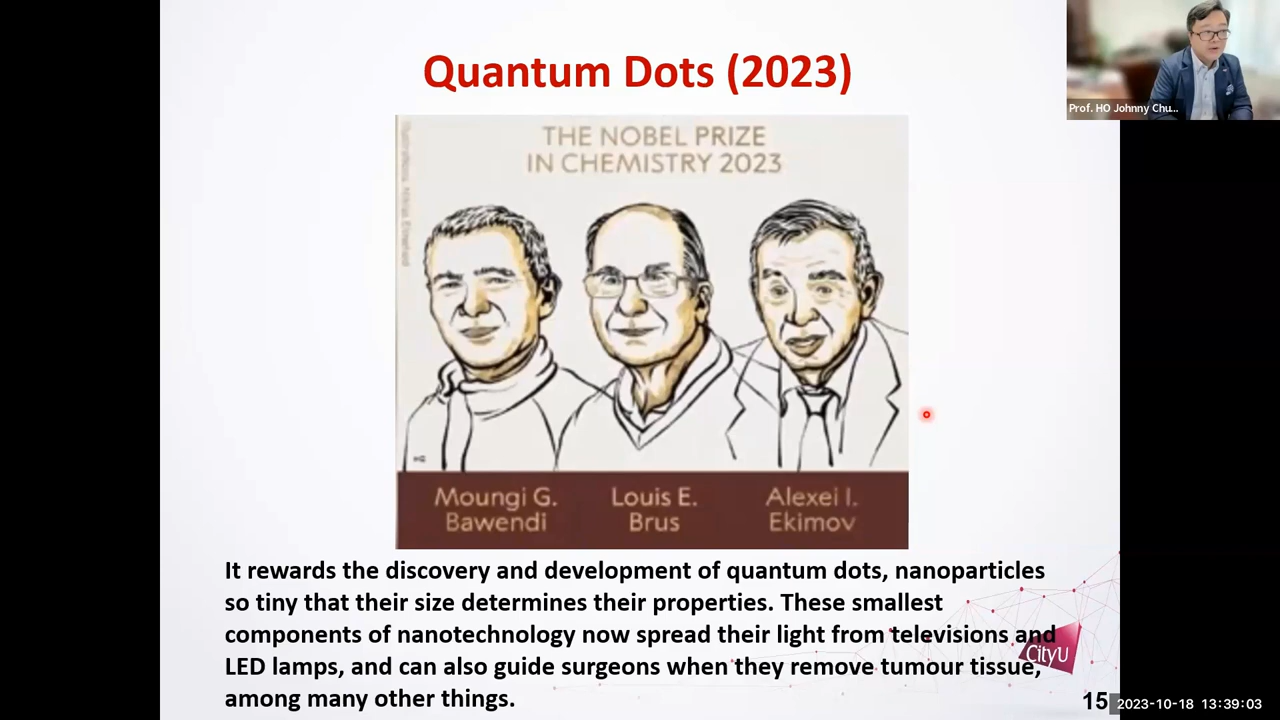 Quantum Dots (2023)
Prof. HO Johnny Chu...
THE NOBEL PRIZE
IN CHEMISTRY 2023
Moungi G.
Bawendi
Louis E.
Brus
Alexei I.
Ekimov
It rewards the discovery and development of quantum dots, nanoparticles
so tiny that their size determines their properties. These smallest
components of nanotechnology now spread their light from televisions and
LED lamps, and can also guide surgeons when they remove tumour tissue,
among many other things.
CityU
15
2023-10-18 13:39:03